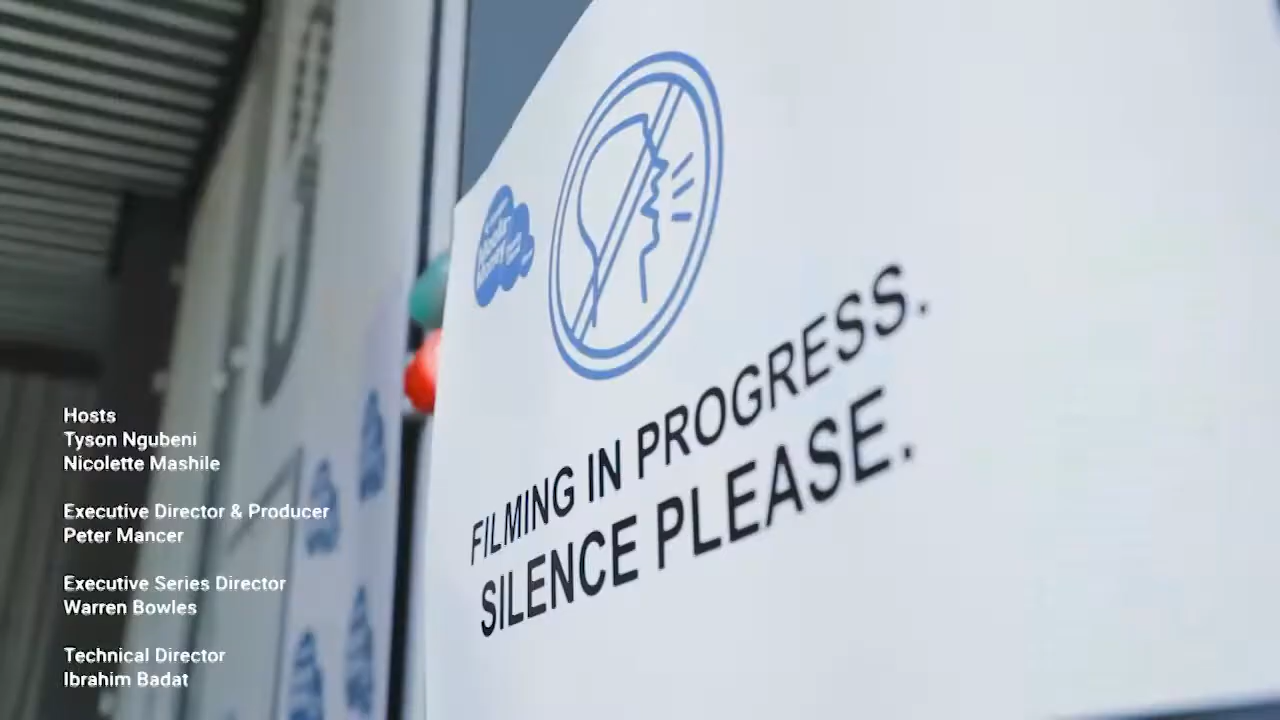 FILMING IN PROGRESS.
SILENCE PLEASE.
Hosts
Tyson Ngubeni
Nicolette Mashile
Executive Director & Producer
Peter Mancer
Executive Series Director
Warren Bowles
Technical Director
Ibrahim Badat